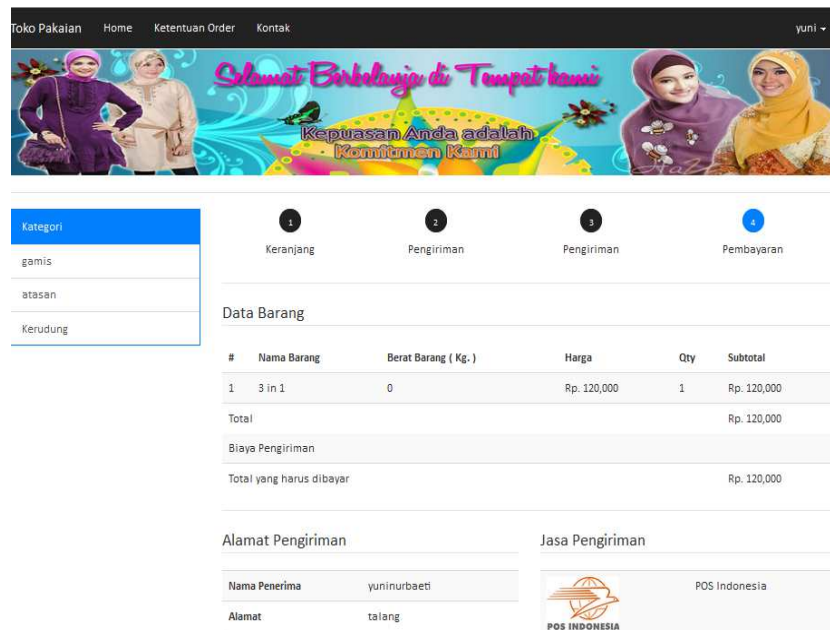 Toko Pakaian Home Ketentuan Order Kontak yuni
Selamat Berbelanja di Tempat kami
Kepuasan Anda adalah
Komitmen Kami
Kategori
gamis
atasan
Kerudung
1 2 3 4
Keranjang Pengiriman Pengiriman Pembayaran
Data Barang
# Nama Barang Berat Barang ( Kg. ) Harga Qty Subtotal
1 3 in 1 0 Rp. 120,000 1 Rp. 120,000
Total Rp. 120,000
Biaya Pengiriman
Total yang harus dibayar Rp. 120,000
Alamat Pengiriman Jasa Pengiriman
Nama Penerima yuninurbaeti POS Indonesia
Alamat talang
POS INDONESIA